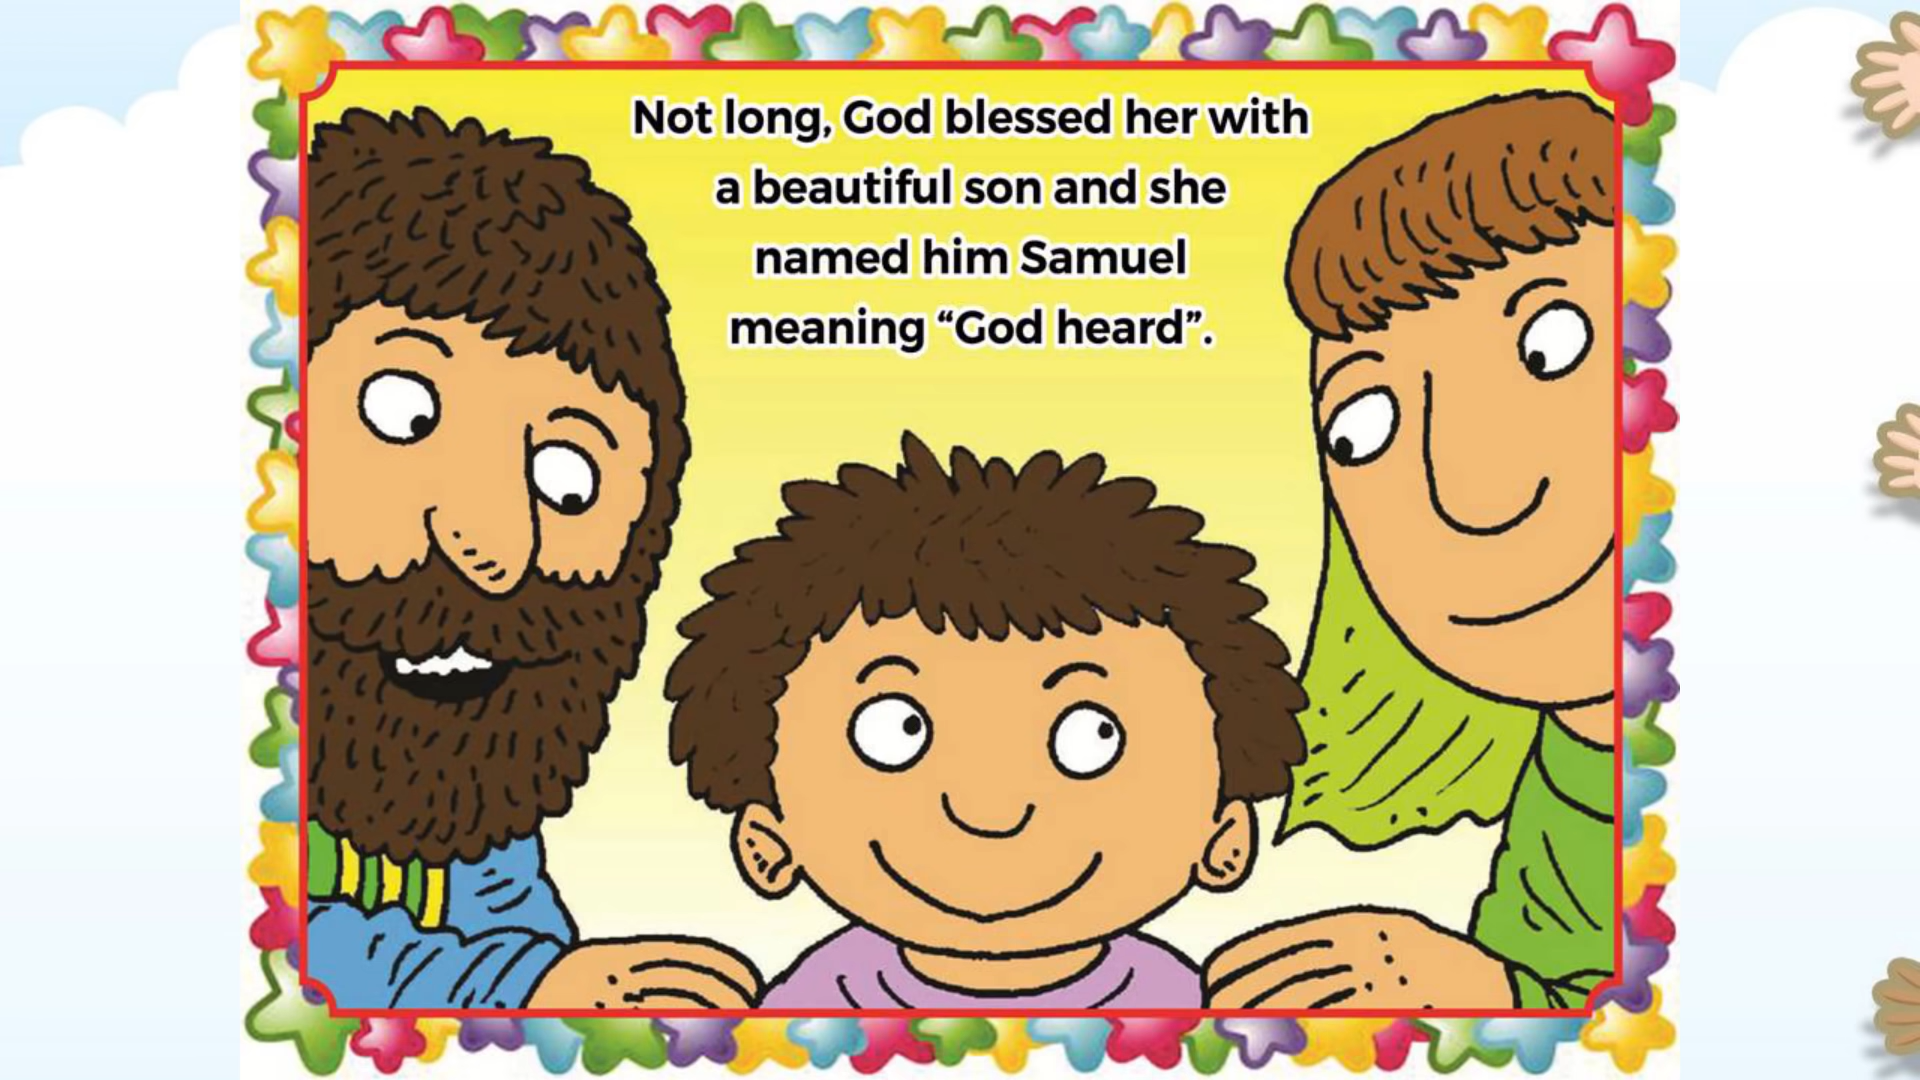 Not long, God blessed her with
a beautiful son and she
named him Samuel
meaning “God heard”.